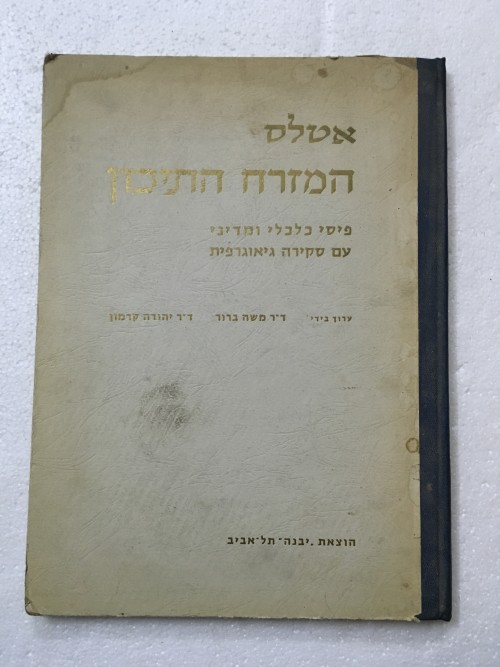 אטלס
המזרח התיכון
פיסי כלכלי ומדיני
עם סקירה גיאוגרפית
ערוך בידי ד״ר משה ברור ד״ר יהודה קדמון
הוצאת „יבנה״ תל־אביב